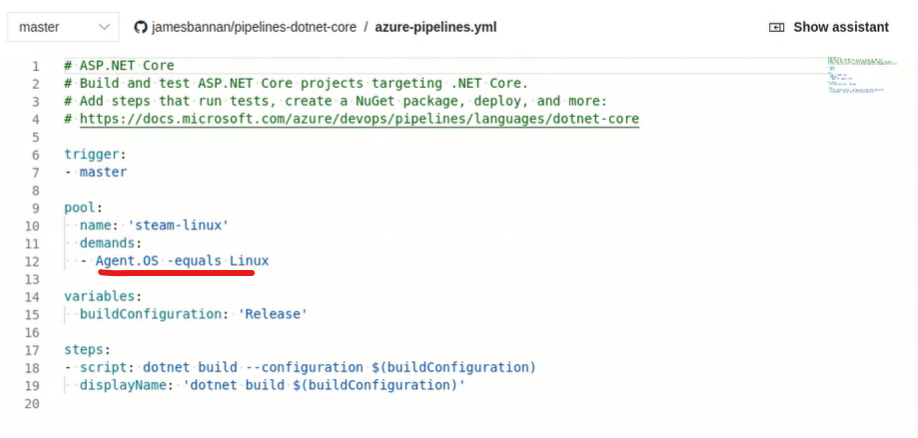 master jamesbannan/pipelines-dotnet-core / azure-pipelines.yml Show assistant
1 # ASP.NET Core
2 # Build and test ASP.NET Core projects targeting .NET Core.
3 # Add steps that run tests, create a NuGet package, deploy, and more:
4 # https://docs.microsoft.com/azure/devops/pipelines/languages/dotnet-core
5
6 trigger:
7 - master
8
9 pool:
10   name: 'steam-linux'
11   demands:
12   - Agent.OS -equals Linux
13
14 variables:
15   buildConfiguration: 'Release'
16
17 steps:
18 - script: dotnet build --configuration $(buildConfiguration)
19   displayName: 'dotnet build $(buildConfiguration)'
20